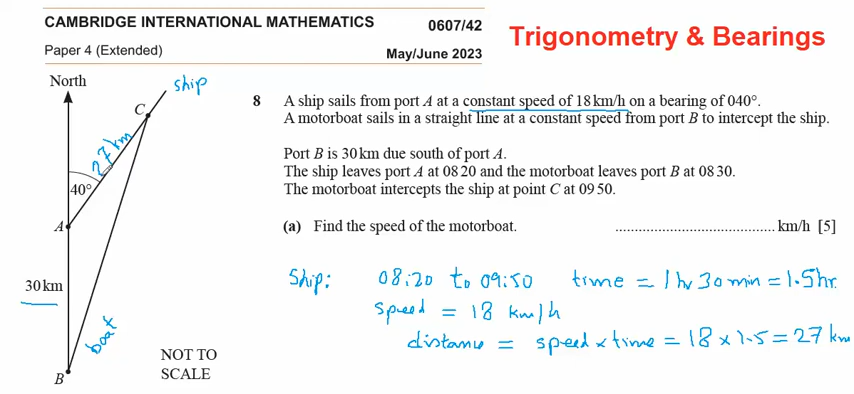 CAMBRIDGE INTERNATIONAL MATHEMATICS
0607/42
Paper 4 (Extended)
May/June 2023
Trigonometry & Bearings
North
ship
C
27 km
40°
A
30 km
boat
B
NOT TO
SCALE
8 A ship sails from port A at a constant speed of 18 km/h on a bearing of 040°.
A motorboat sails in a straight line at a constant speed from port B to intercept the ship.
Port B is 30 km due south of port A.
The ship leaves port A at 08 20 and the motorboat leaves port B at 08 30.
The motorboat intercepts the ship at point C at 09 50.
(a) Find the speed of the motorboat. ........................................ km/h [5]
Ship: 08:20 to 09:50 time = 1 hr 30 min = 1.5 hr
speed = 18 km/h
distance = speed × time = 18 × 1.5 = 27 km